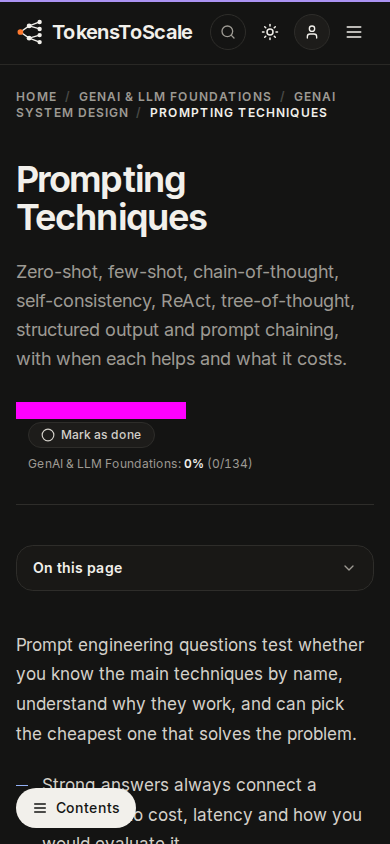 TokensToScale
HOME / GENAI & LLM FOUNDATIONS / GENAI
SYSTEM DESIGN / PROMPTING TECHNIQUES
Prompting
Techniques
Zero-shot, few-shot, chain-of-thought,
self-consistency, ReAct, tree-of-thought,
structured output and prompt chaining,
with when each helps and what it costs.
Mark as done
GenAI & LLM Foundations: 0% (0/134)
On this page
Prompt engineering questions test whether
you know the main techniques by name,
understand why they work, and can pick
the cheapest one that solves the problem.
— Strong answers always connect a
cost, latency and how you
would evaluate it
Contents